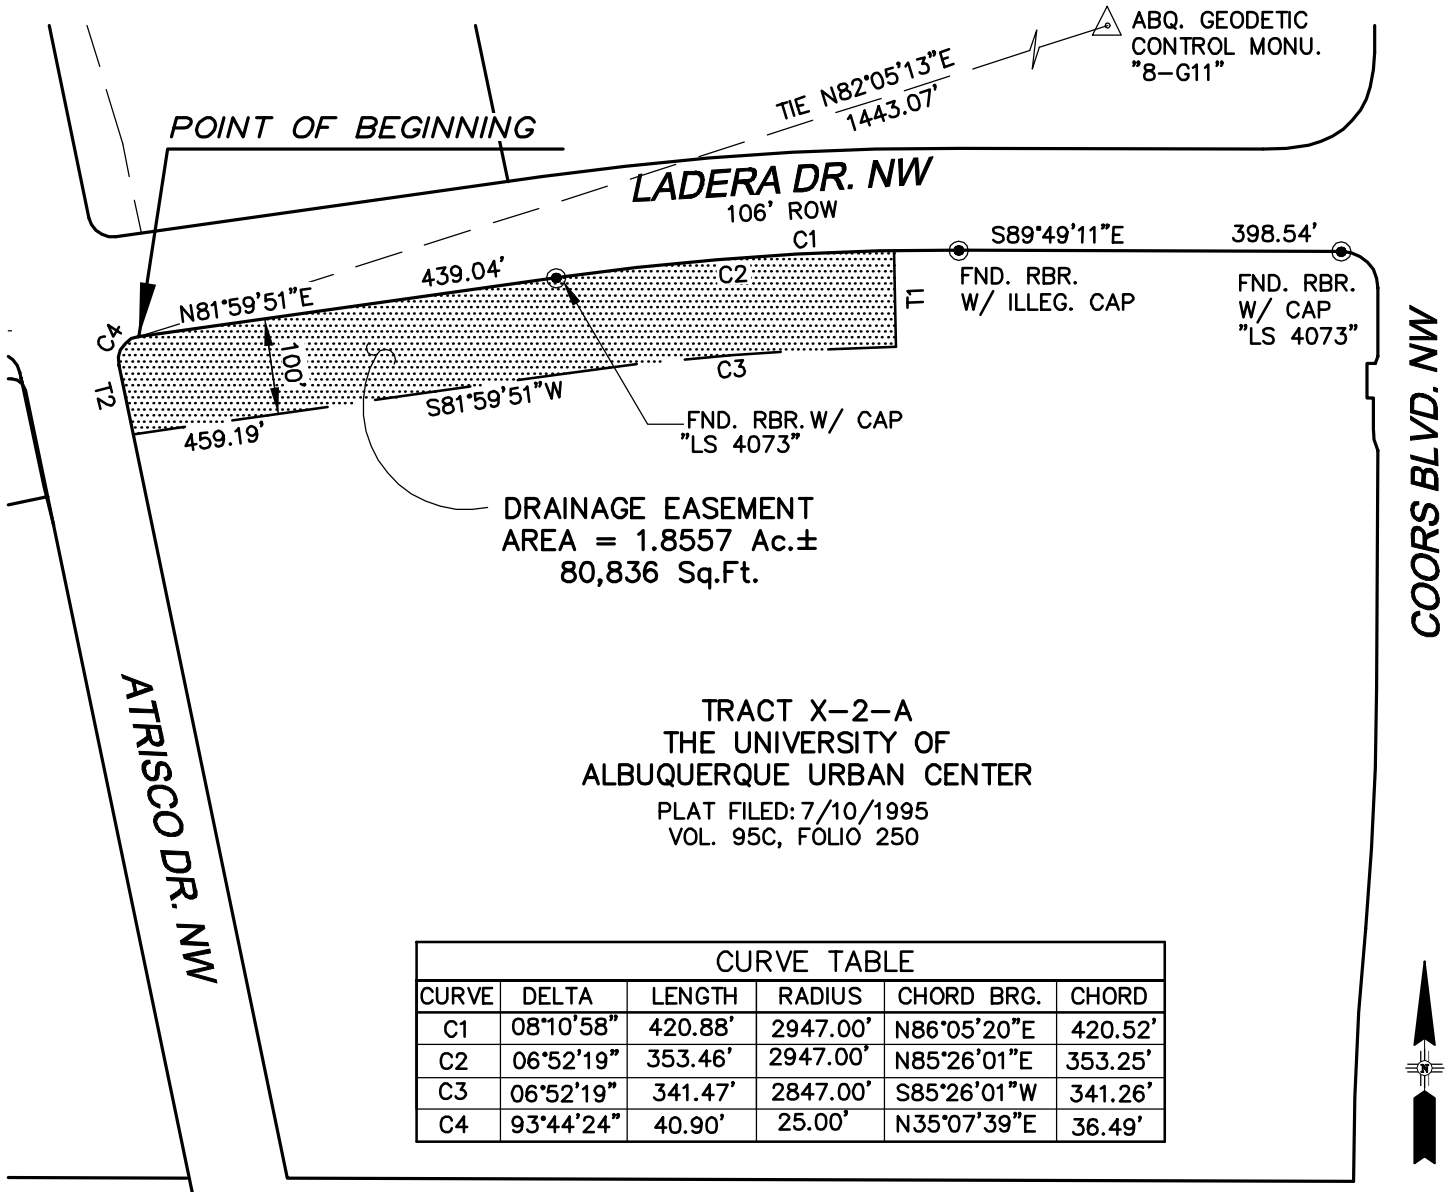 ABQ. GEODETIC
CONTROL MONU.
"8-G11"
TIE N82°05'13"E
1443.07'
POINT OF BEGINNING
LADERA DR. NW
106' ROW
C1
S89°49'11"E
398.54'
439.04'
C2
FND. RBR.
W/ ILLEG. CAP
FND. RBR.
W/ CAP
"LS 4073"
N81°59'51"E
T1
C4
100'
C3
T2
S81°59'51"W
459.19'
FND. RBR. W/ CAP
"LS 4073"
COORS BLVD. NW
DRAINAGE EASEMENT
AREA = 1.8557 Ac.±
80,836 Sq.Ft.
ATRISCO DR. NW
TRACT X-2-A
THE UNIVERSITY OF
ALBUQUERQUE URBAN CENTER
PLAT FILED: 7/10/1995
VOL. 95C, FOLIO 250
CURVE TABLE
CURVE DELTA LENGTH RADIUS CHORD BRG. CHORD
C1 08°10'58" 420.88' 2947.00' N86°05'20"E 420.52'
C2 06°52'19" 353.46' 2947.00' N85°26'01"E 353.25'
C3 06°52'19" 341.47' 2847.00' S85°26'01"W 341.26'
C4 93°44'24" 40.90' 25.00' N35°07'39"E 36.49'
N